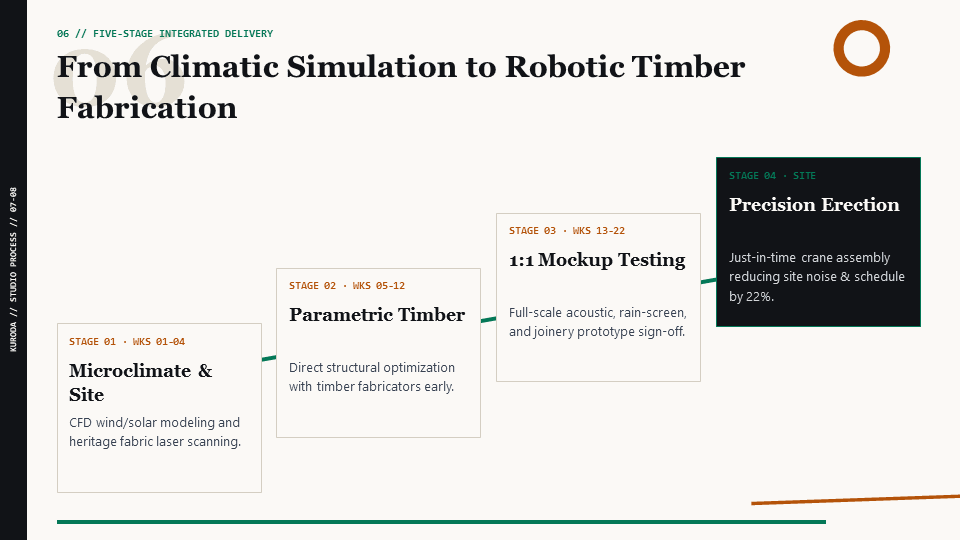 06 // FIVE-STAGE INTEGRATED DELIVERY
06
From Climatic Simulation to Robotic Timber
Fabrication
KURODA // STUDIO PROCESS // 07-08
STAGE 01 · WKS 01-04
Microclimate &
Site
CFD wind/solar modeling and
heritage fabric laser scanning.
STAGE 02 · WKS 05-12
Parametric Timber
Direct structural optimization
with timber fabricators early.
STAGE 03 · WKS 13-22
1:1 Mockup Testing
Full-scale acoustic, rain-screen,
and joinery prototype sign-off.
STAGE 04 · SITE
Precision Erection
Just-in-time crane assembly
reducing site noise & schedule
by 22%.